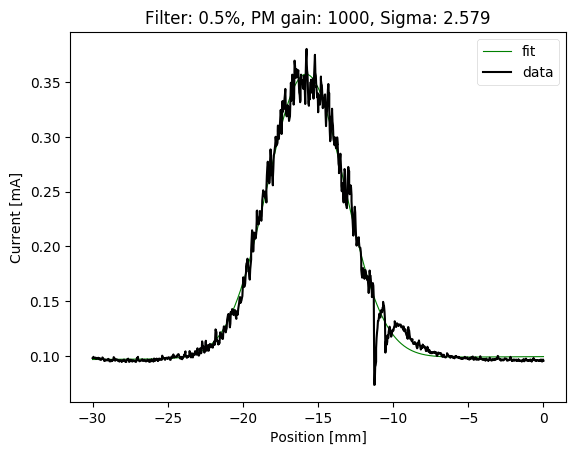 Filter: 0.5%, PM gain: 1000, Sigma: 2.579
fit
data
Current [mA]
0.35
0.30
0.25
0.20
0.15
0.10
−30
−25
−20
−15
−10
−5
0
Position [mm]